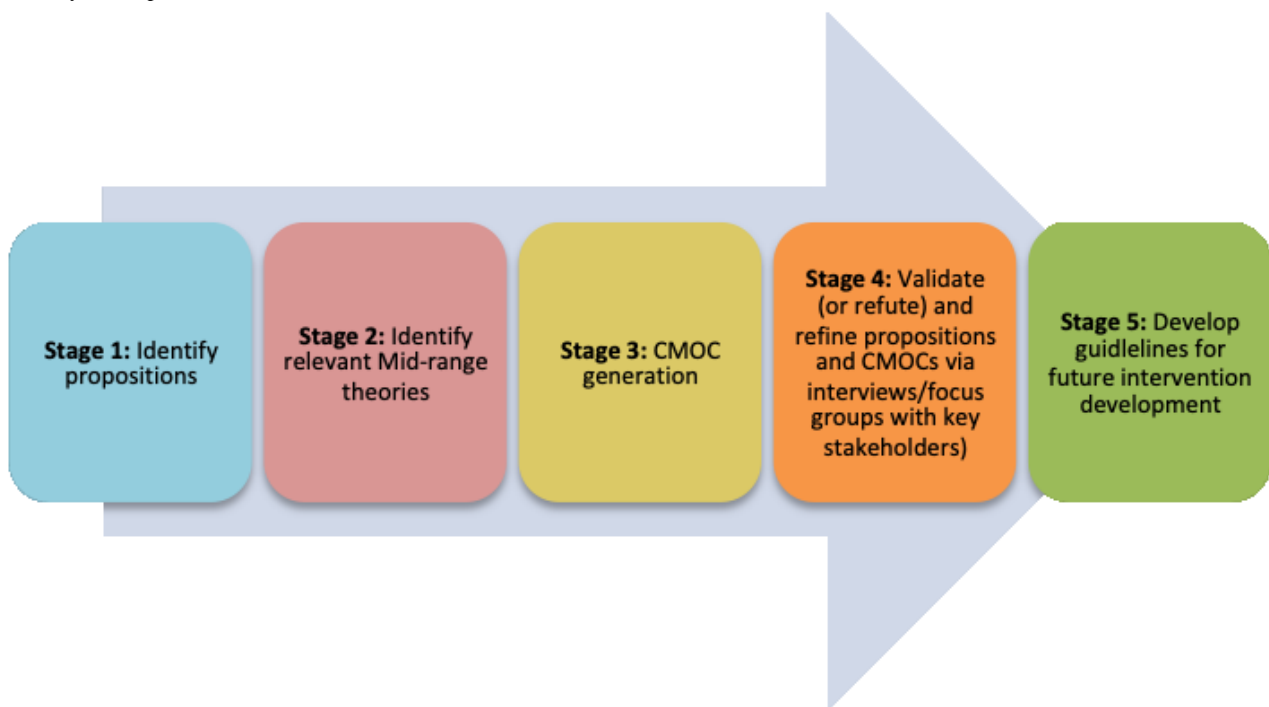 Stage 1: Identify
propositions
Stage 2: Identify
relevant Mid-range
theories
Stage 3: CMOC
generation
Stage 4: Validate
(or refute) and
refine propositions
and CMOCs via
interviews/focus
groups with key
stakeholders)
Stage 5: Develop
guidlelines for
future intervention
development